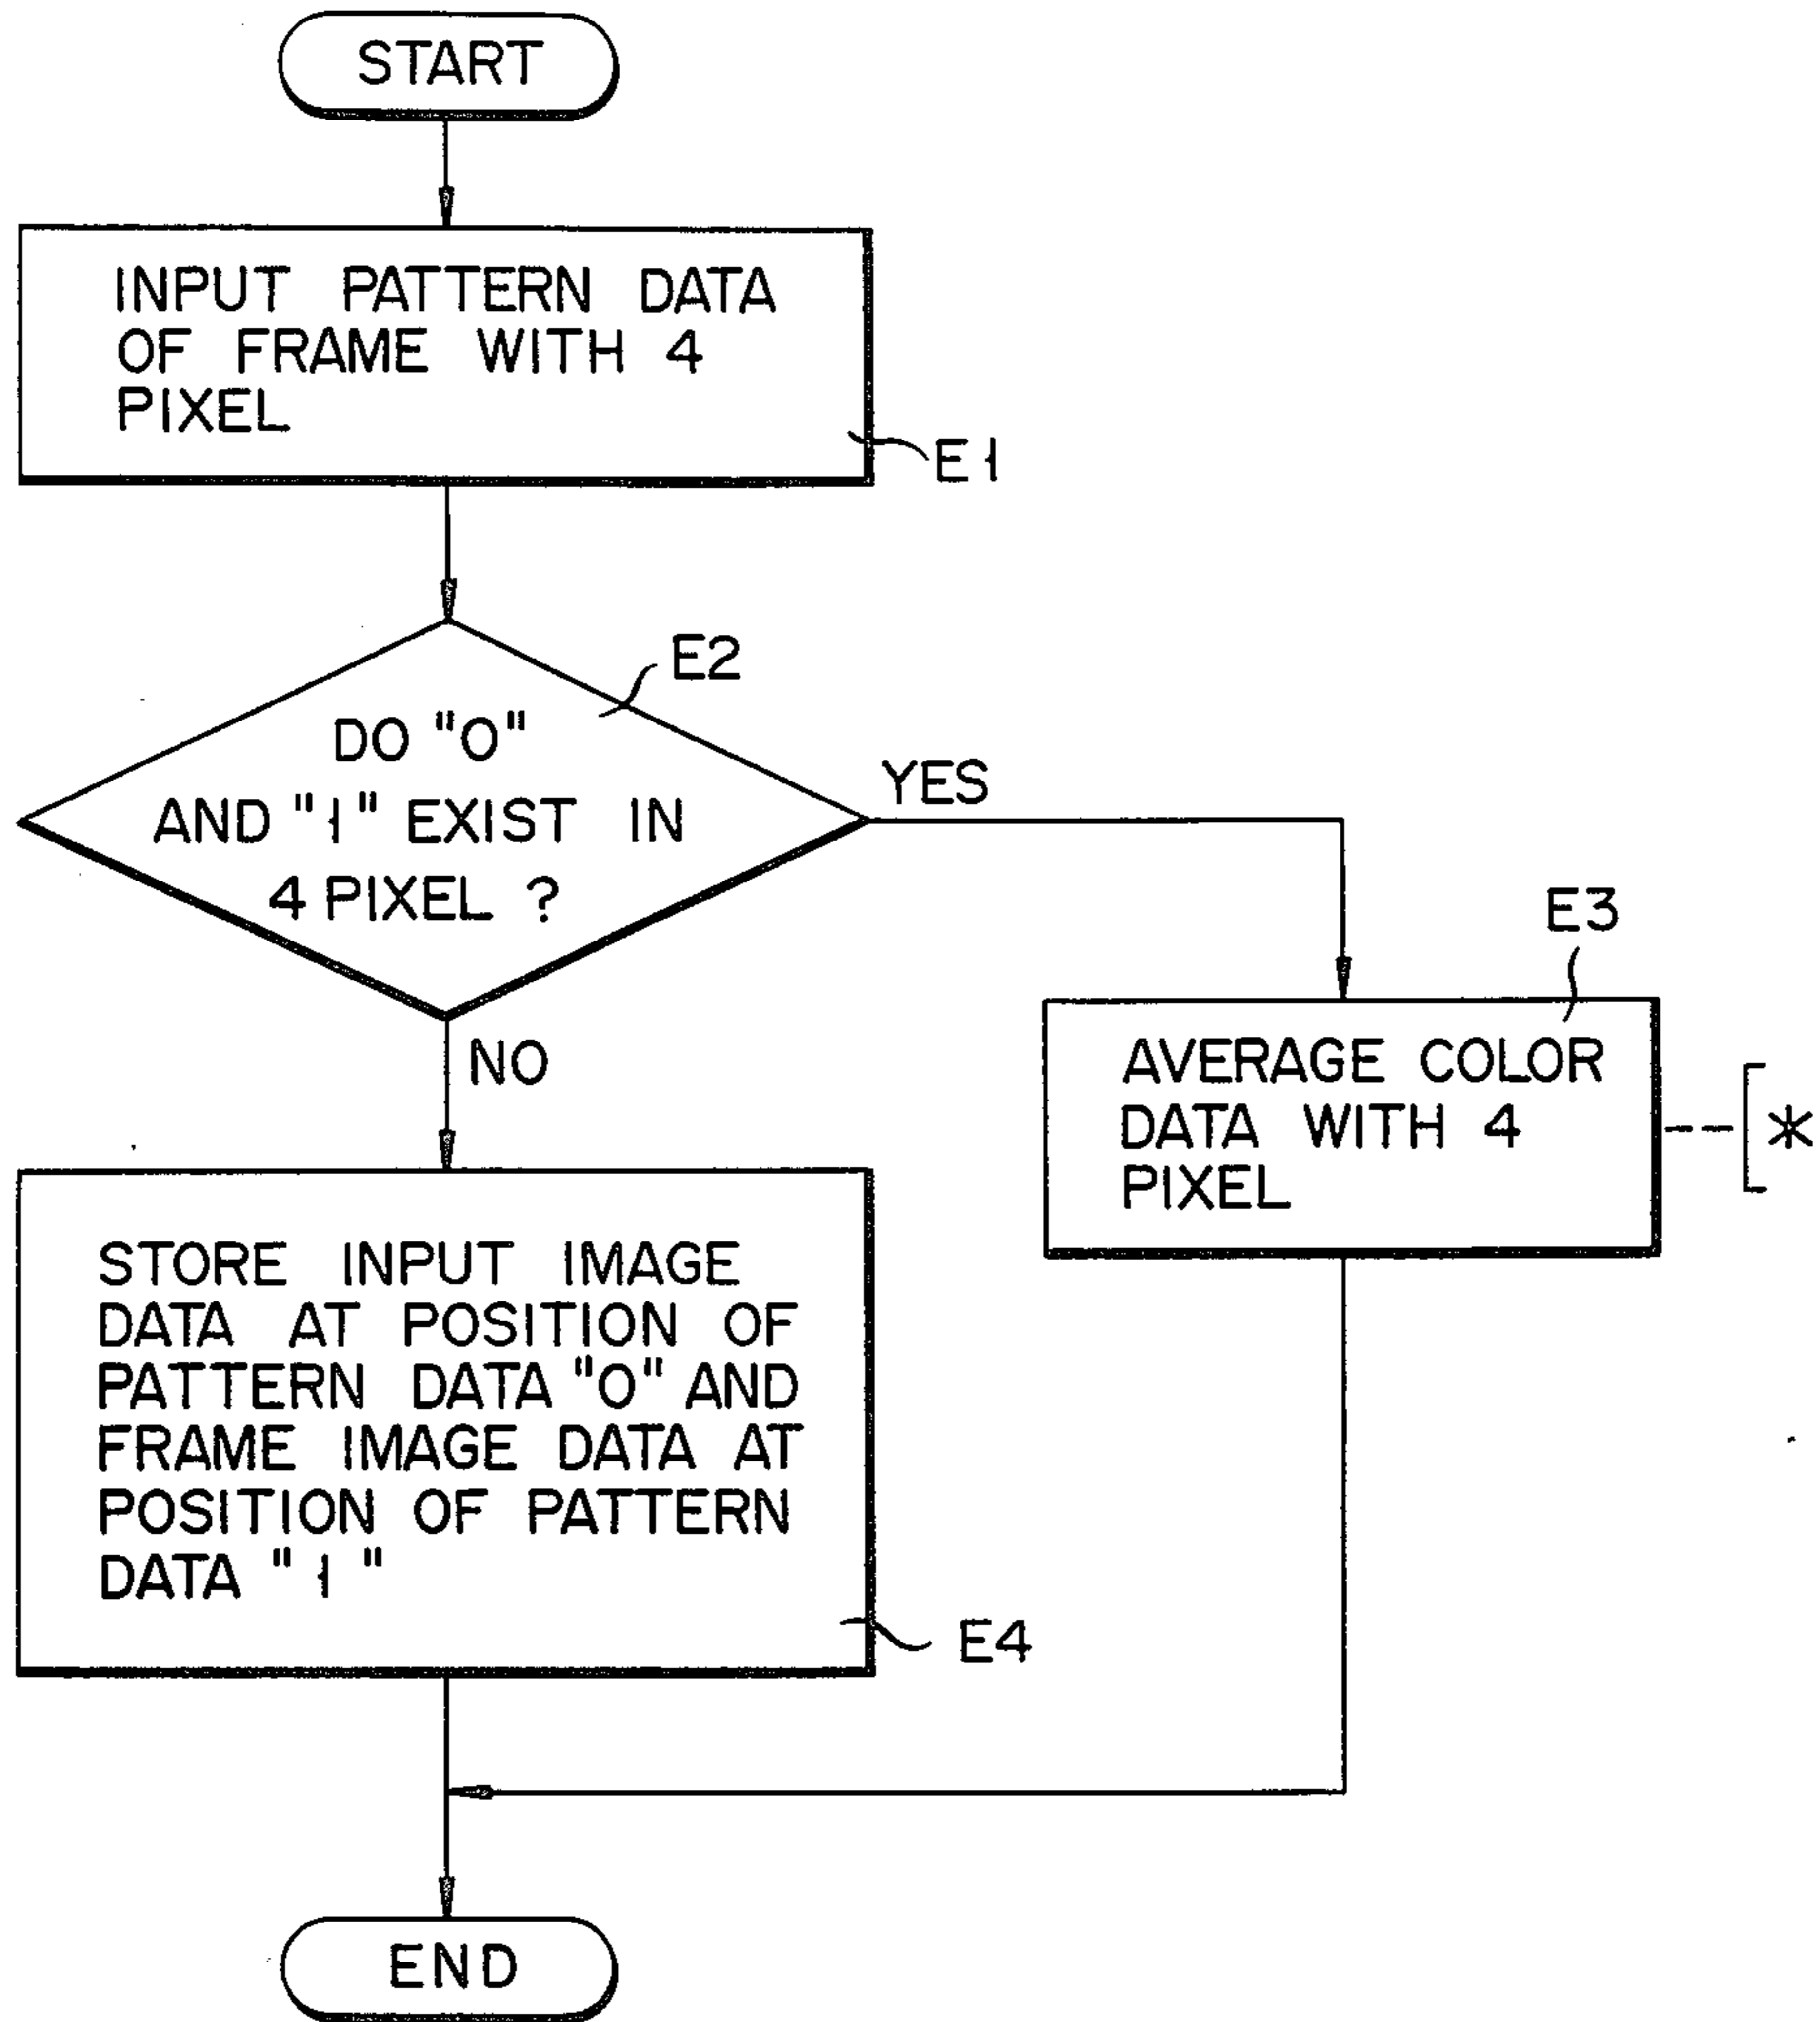 START
INPUT PATTERN DATA
OF FRAME WITH 4
PIXEL
E1
E2
DO "0"
AND "1" EXIST IN
4 PIXEL ?
YES
NO
E3
AVERAGE COLOR
DATA WITH 4
PIXEL
*
STORE INPUT IMAGE
DATA AT POSITION OF
PATTERN DATA "0" AND
FRAME IMAGE DATA AT
POSITION OF PATTERN
DATA "1"
E4
END